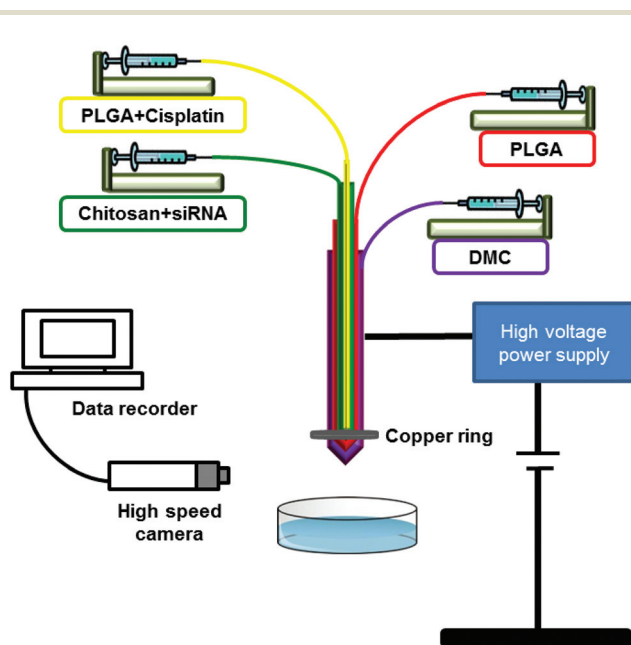 PLGA+Cisplatin
PLGA
Chitosan+siRNA
DMC
High voltage
power supply
Data recorder
Copper ring
High speed
camera